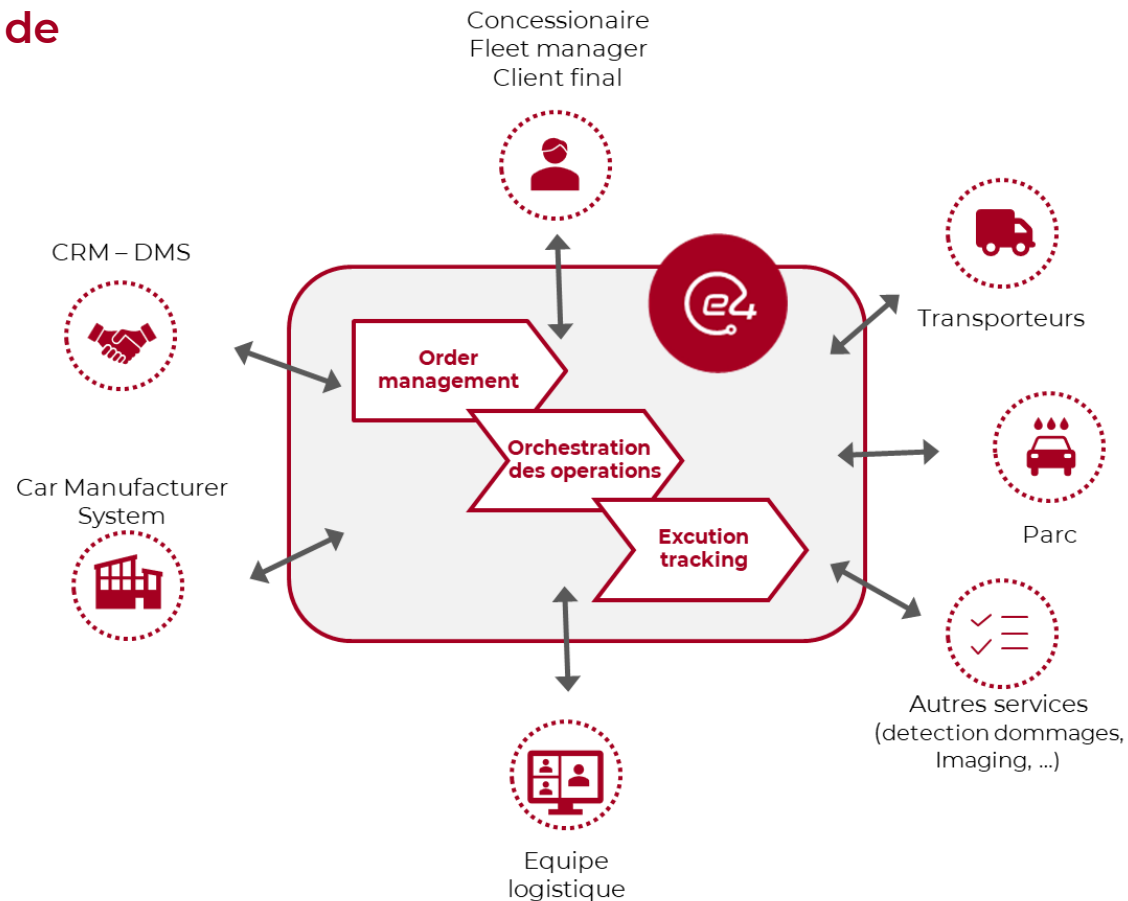 de
Concessionaire
Fleet manager
Client final
CRM – DMS
e4
Transporteurs
Order
management
Orchestration
des operations
Car Manufacturer
System
Excution
tracking
Parc
Autres services
(detection dommages,
Imaging, ...)
Equipe
logistique